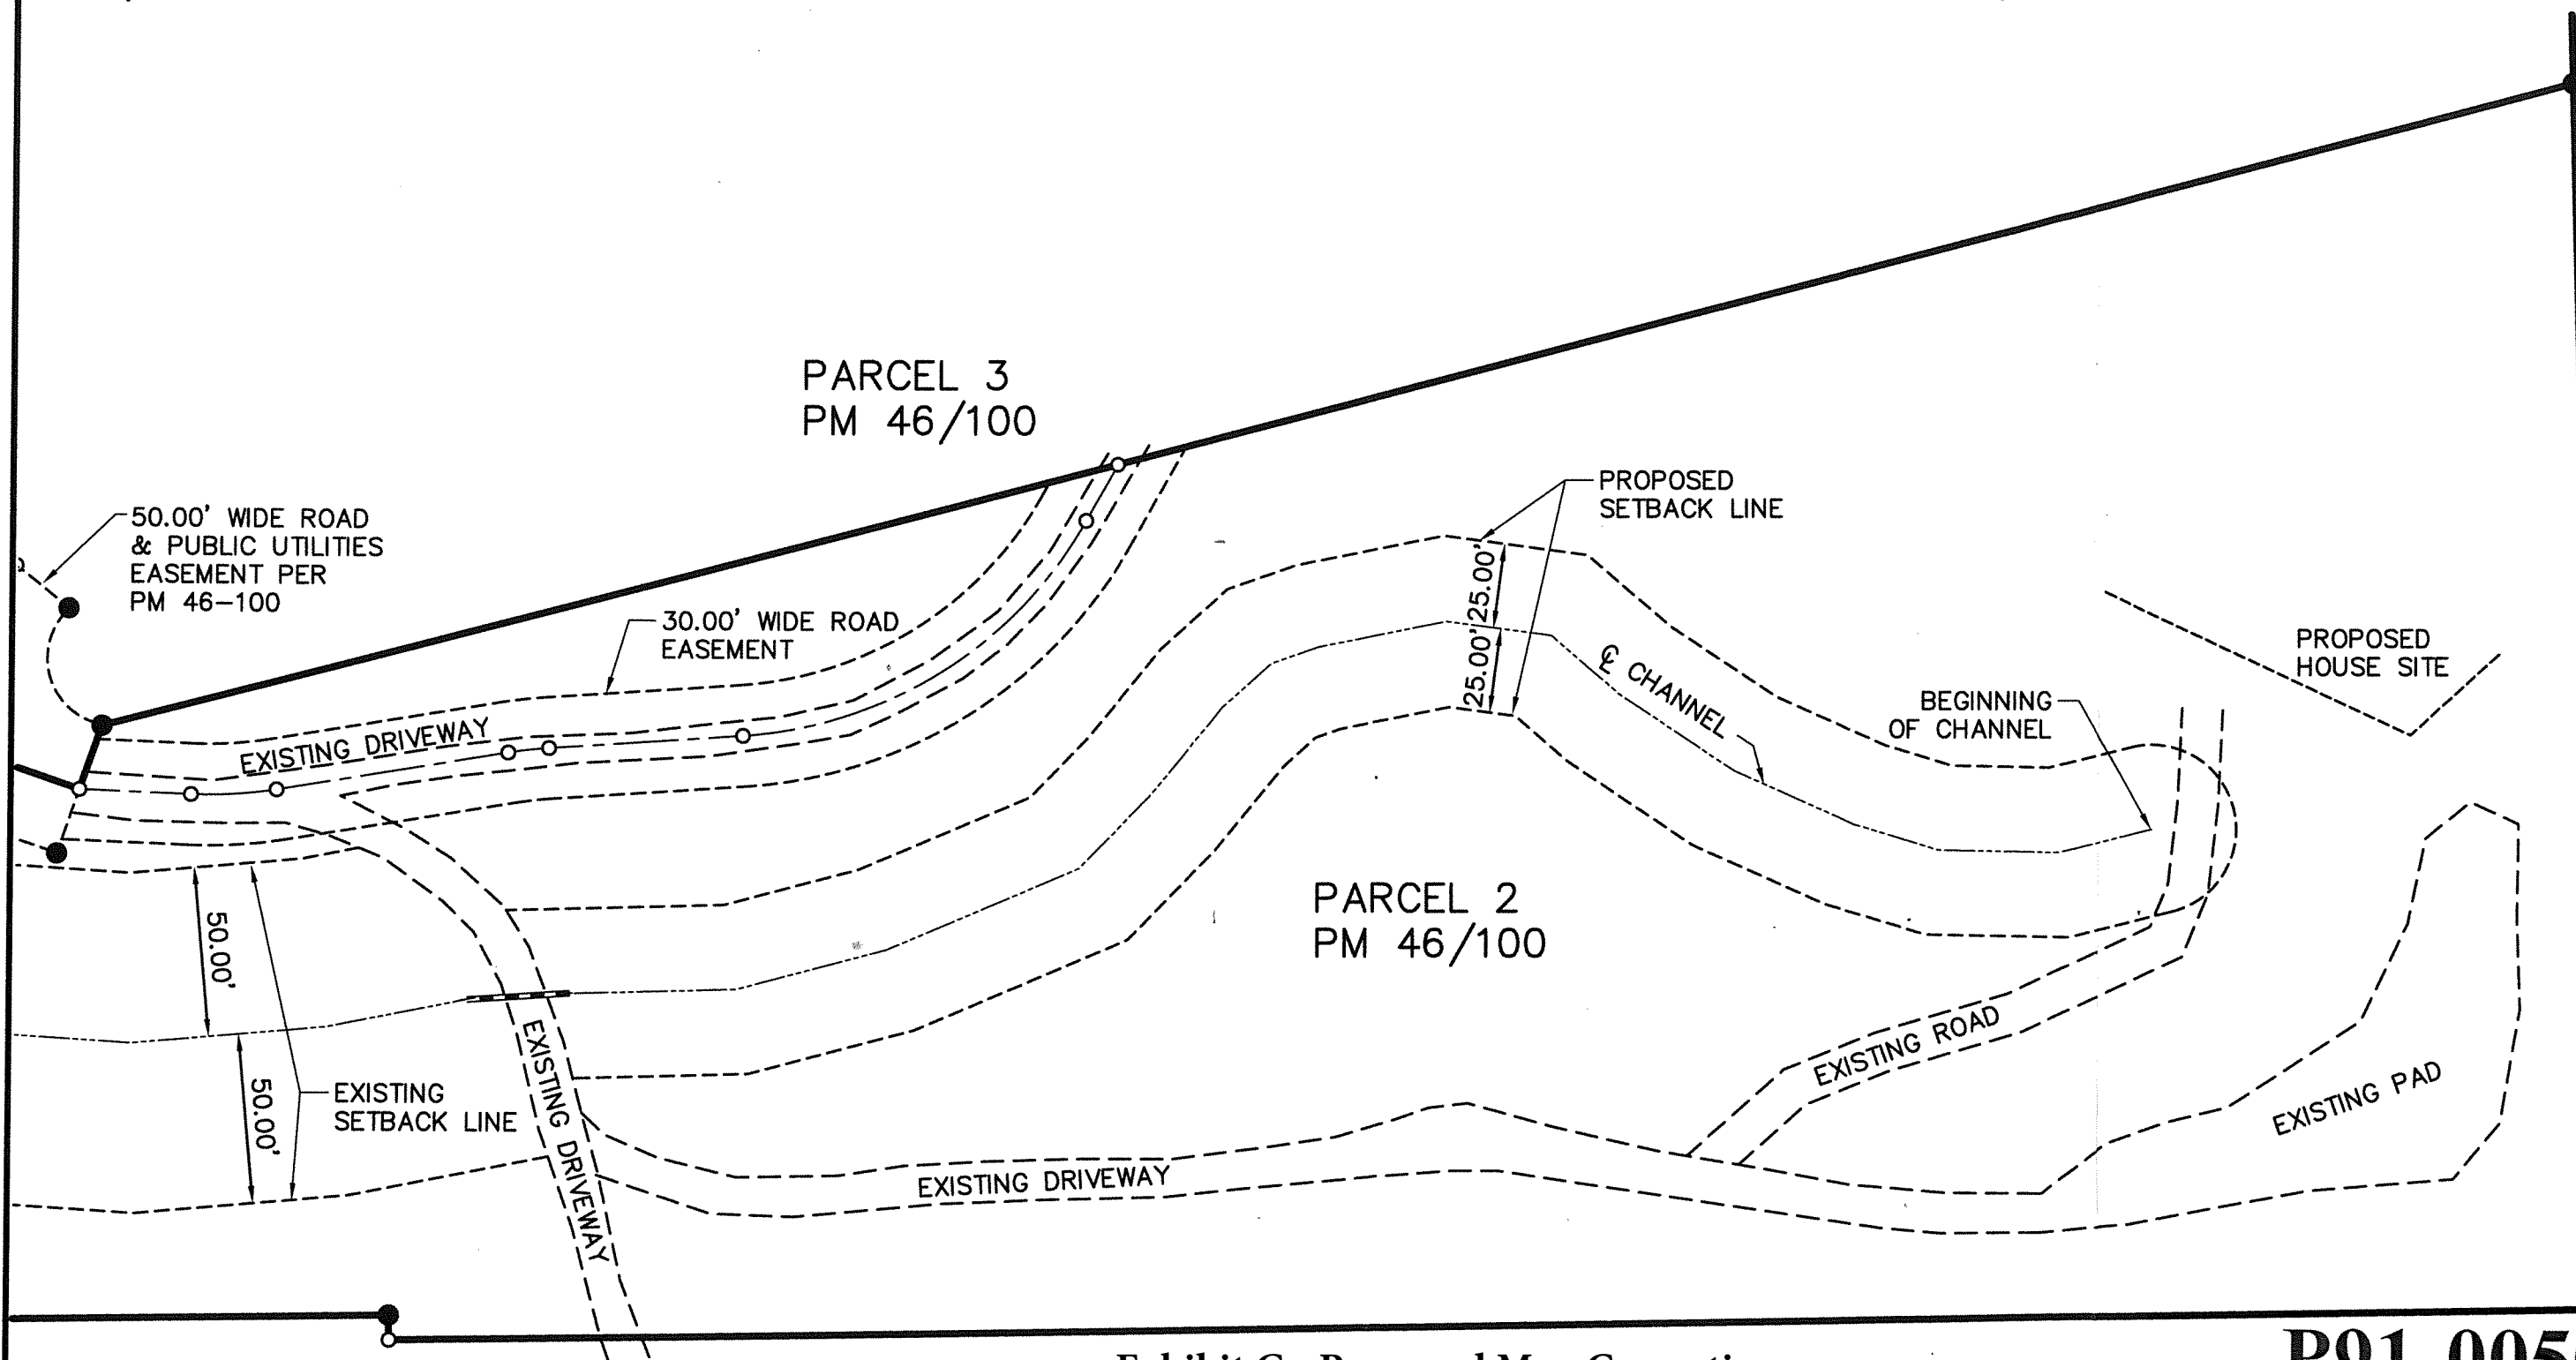 PARCEL 3
PM 46/100
50.00' WIDE ROAD
& PUBLIC UTILITIES
EASEMENT PER
PM 46-100
30.00' WIDE ROAD
EASEMENT
PROPOSED
SETBACK LINE
25.00'
25.00'
℄ CHANNEL
BEGINNING
OF CHANNEL
PROPOSED
HOUSE SITE
EXISTING DRIVEWAY
50.00'
50.00'
EXISTING
SETBACK LINE
PARCEL 2
PM 46/100
EXISTING DRIVEWAY
EXISTING DRIVEWAY
EXISTING ROAD
EXISTING PAD